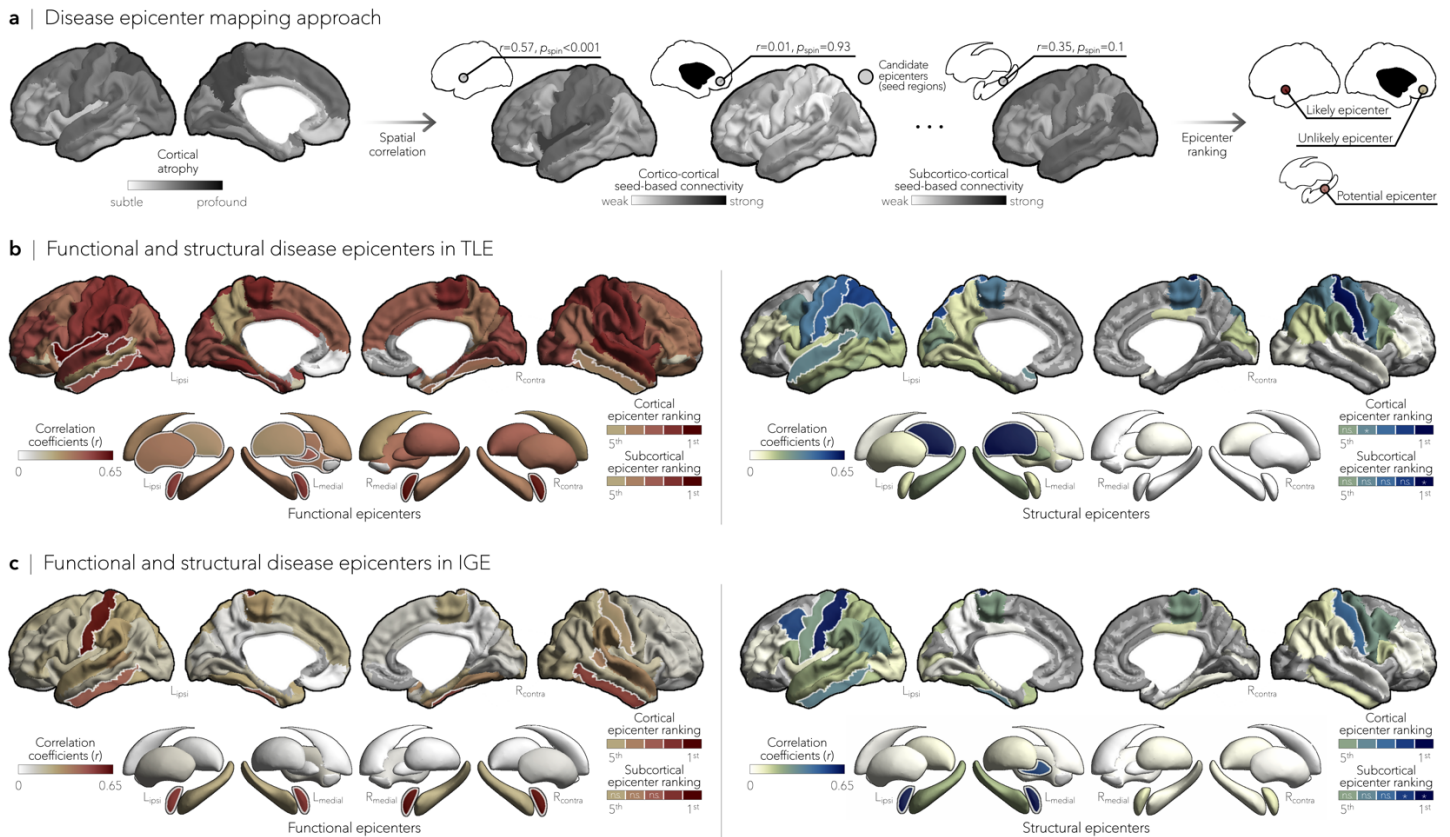 a | Disease epicenter mapping approach
r=0.57, pspin<0.001
r=0.01, pspin=0.93
r=0.35, pspin=0.1
Candidate
epicenters
(seed regions)
Likely epicenter
Unlikely epicenter
Potential epicenter
Spatial
correlation
...
Epicenter
ranking
Cortical
atrophy
subtle profound
Cortico-cortical
seed-based connectivity
weak strong
Subcortico-cortical
seed-based connectivity
weak strong
b | Functional and structural disease epicenters in TLE
Lipsi
Rcontra
Correlation
coefficients (r)
0 0.65
Lipsi
Lmedial
Rmedial
Rcontra
Cortical
epicenter ranking
5th 1st
Subcortical
epicenter ranking
5th 1st
Functional epicenters
Lipsi
Rcontra
Correlation
coefficients (r)
0 0.65
Lipsi
Lmedial
Rmedial
Rcontra
Cortical
epicenter ranking
ns *
5th 1st
Subcortical
epicenter ranking
ns ns ns ns *
5th 1st
Structural epicenters
c | Functional and structural disease epicenters in IGE
Lipsi
Rcontra
Correlation
coefficients (r)
0 0.65
Lipsi
Lmedial
Rmedial
Rcontra
Cortical
epicenter ranking
5th 1st
Subcortical
epicenter ranking
ns ns ns
5th 1st
Functional epicenters
Lipsi
Rcontra
Correlation
coefficients (r)
0 0.65
Lipsi
Lmedial
Rmedial
Rcontra
Cortical
epicenter ranking
5th 1st
Subcortical
epicenter ranking
ns ns ns * *
5th 1st
Structural epicenters